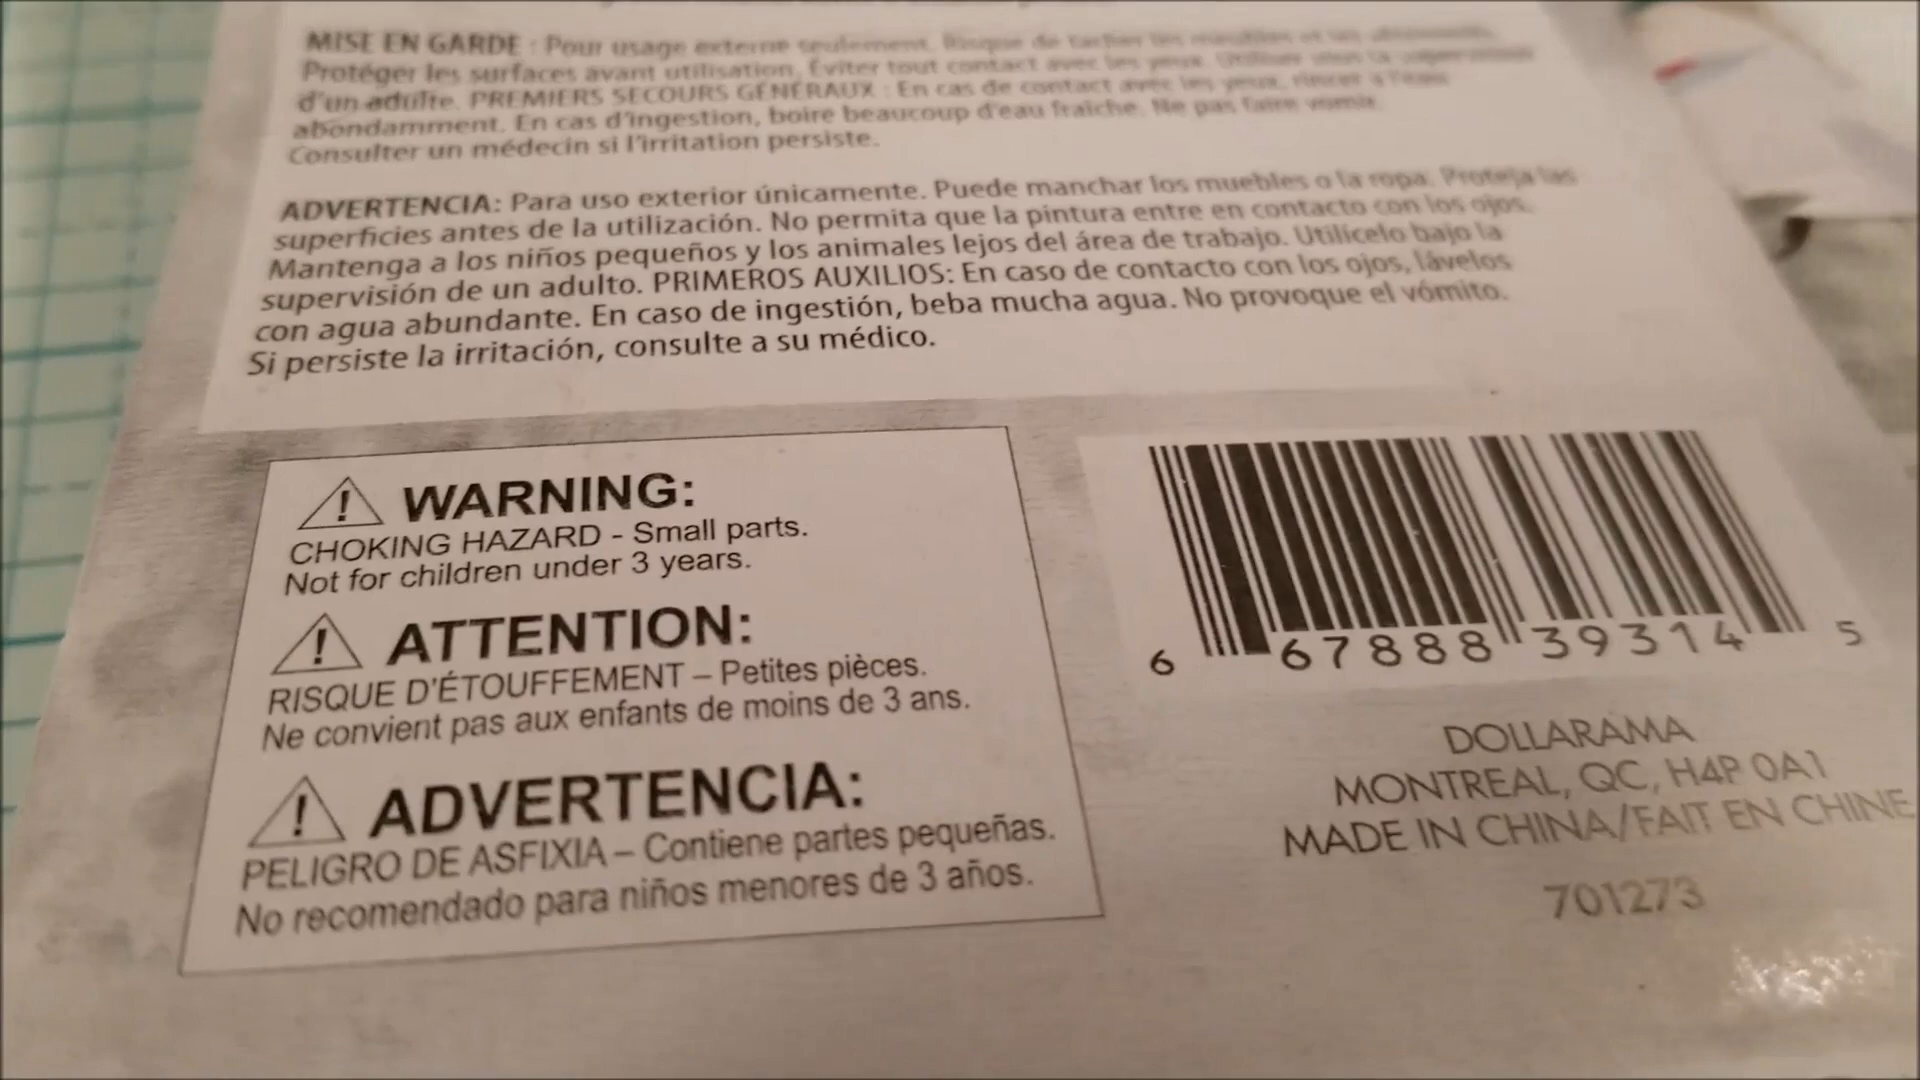 MISE EN GARDE : Pour usage externe seulement. Risque de tacher les meubles et les vêtements.
Protéger les surfaces avant utilisation. Éviter tout contact avec les yeux. Utiliser sous la supervision
d'un adulte. PREMIERS SECOURS GÉNÉRAUX : En cas de contact avec les yeux, rincer à l'eau
abondamment. En cas d'ingestion, boire beaucoup d'eau fraîche. Ne pas faire vomir.
Consulter un médecin si l'irritation persiste.
ADVERTENCIA: Para uso exterior únicamente. Puede manchar los muebles o la ropa. Proteja las
superficies antes de la utilización. No permita que la pintura entre en contacto con los ojos.
Mantenga a los niños pequeños y los animales lejos del área de trabajo. Utilícelo bajo la
supervisión de un adulto. PRIMEROS AUXILIOS: En caso de contacto con los ojos, lávelos
con agua abundante. En caso de ingestión, beba mucha agua. No provoque el vómito.
Si persiste la irritación, consulte a su médico.
WARNING:
CHOKING HAZARD - Small parts.
Not for children under 3 years.
ATTENTION:
RISQUE D'ÉTOUFFEMENT – Petites pièces.
Ne convient pas aux enfants de moins de 3 ans.
ADVERTENCIA:
PELIGRO DE ASFIXIA – Contiene partes pequeñas.
No recomendado para niños menores de 3 años.
6 67888 39314 5
DOLLARAMA
MONTREAL, QC, H4P 0A1
MADE IN CHINA/FAIT EN CHINE
701273